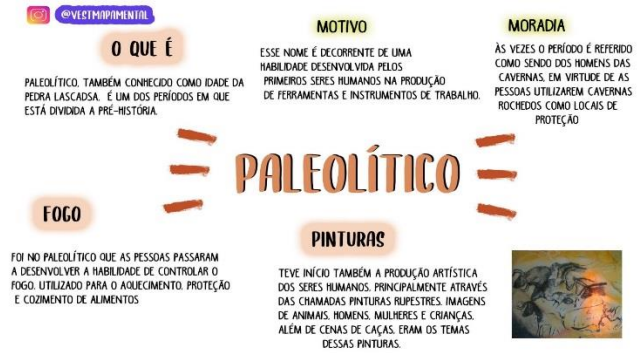 @VESTMAPAMENTAL
O QUE É
PALEOLÍTICO, TAMBÉM CONHECIDO COMO IDADE DA
PEDRA LASCADSA, É UM DOS PERÍODOS EM QUE
ESTÁ DIVIDIDA A PRÉ-HISTÓRIA.
MOTIVO
ESSE NOME É DECORRENTE DE UMA
HABILIDADE DESENVOLVIDA PELOS
PRIMEIROS SERES HUMANOS NA PRODUÇÃO
DE FERRAMENTAS E INSTRUMENTOS DE TRABALHO.
MORADIA
ÀS VEZES O PERÍODO É REFERIDO
COMO SENDO DOS HOMENS DAS
CAVERNAS, EM VIRTUDE DE AS
PESSOAS UTILIZAREM CAVERNAS
ROCHEDOS COMO LOCAIS DE
PROTEÇÃO
PALEOLÍTICO
FOGO
FOI NO PALEOLÍTICO QUE AS PESSOAS PASSARAM
A DESENVOLVER A HABILIDADE DE CONTROLAR O
FOGO, UTILIZADO PARA O AQUECIMENTO, PROTEÇÃO
E COZIMENTO DE ALIMENTOS
PINTURAS
TEVE INÍCIO TAMBÉM A PRODUÇÃO ARTÍSTICA
DOS SERES HUMANOS, PRINCIPALMENTE ATRAVÉS
DAS CHAMADAS PINTURAS RUPESTRES. IMAGENS
DE ANIMAIS, HOMENS, MULHERES E CRIANÇAS,
ALÉM DE CENAS DE CAÇAS, ERAM OS TEMAS
DESSAS PINTURAS.